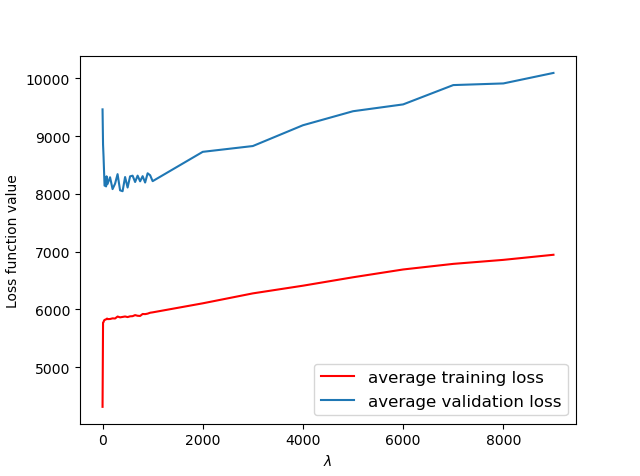 10000
9000
8000
7000
6000
5000
Loss function value
0 2000 4000 6000 8000
λ
average training loss
average validation loss